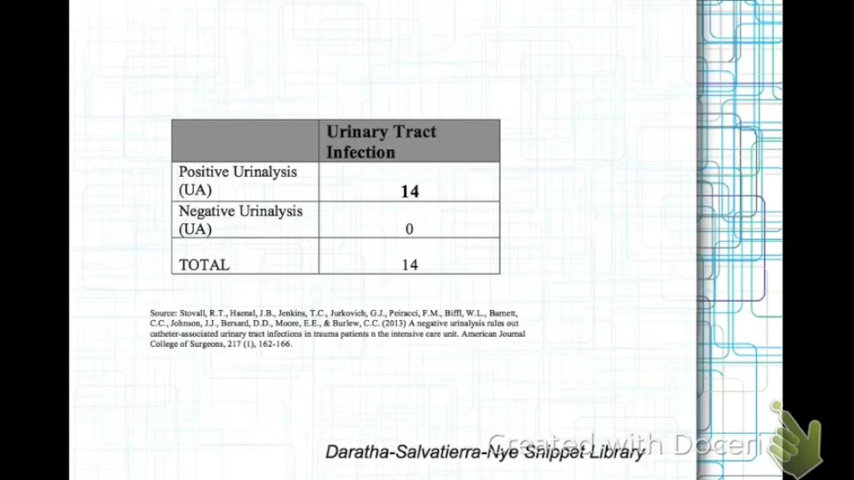 Urinary Tract
Infection
Positive Urinalysis
(UA)
14
Negative Urinalysis
(UA)
0
TOTAL
14
Source: Stovall, R.T., Haenal, J.B., Jenkins, T.C., Jurkovich, G.J., Peiracci, F.M., Biffl, W.L., Barnett,
C.C., Johnson, J.J., Bersard, D.D., Moore, E.E., & Burlew, C.C. (2013) A negative urinalysis rules out
catheter-associated urinary tract infections in trauma patients n the intensive care unit. American Journal
College of Surgeons, 217 (1), 162-166.
Daratha-Salvatierra-Nye Snippet Library
Created with Doceri